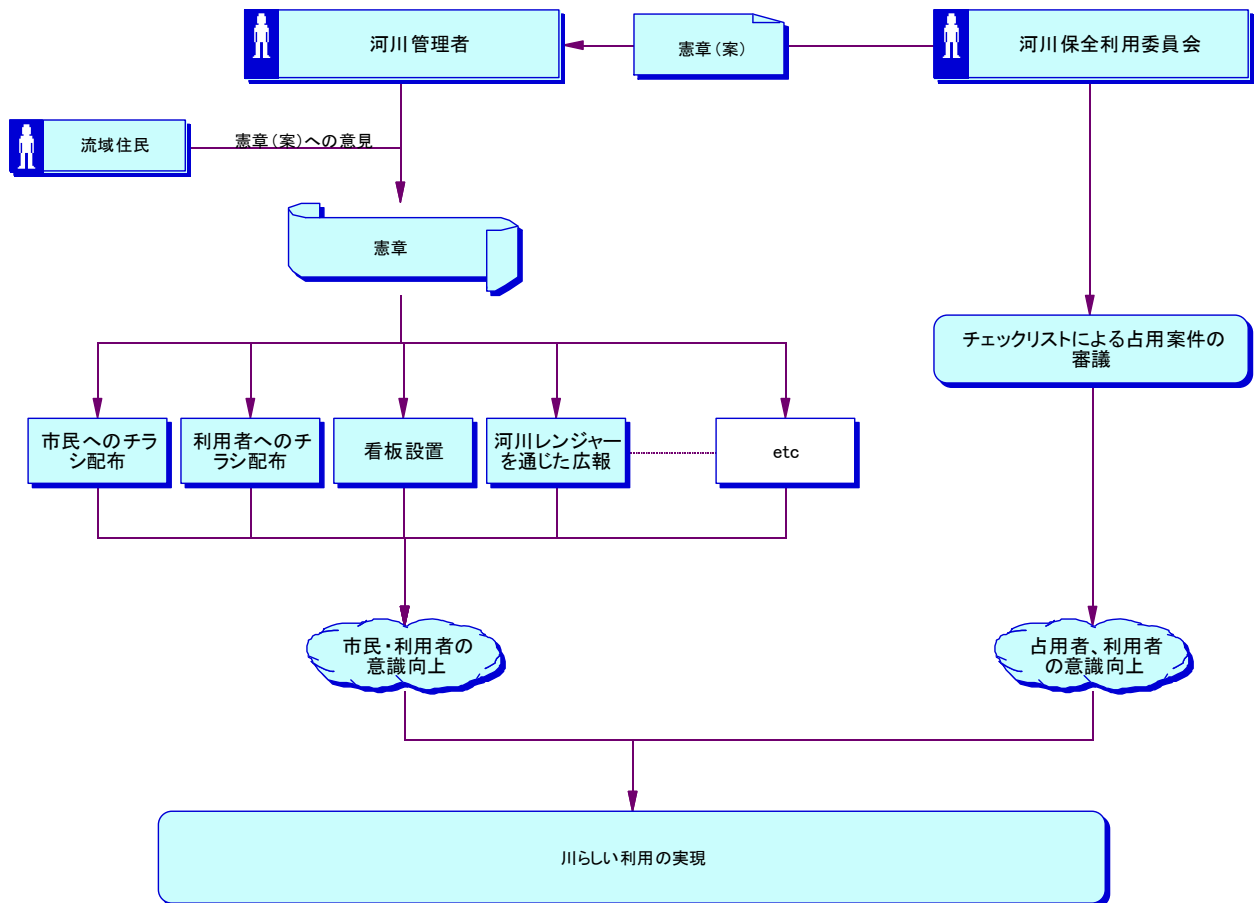 河川管理者
憲章（案）
河川保全利用委員会
流域住民
憲章（案）への意見
憲章
チェックリストによる占用案件の
審議
市民へのチラ
シ配布
利用者へのチ
ラシ配布
看板設置
河川レンジャー
を通じた広報
etc
市民・利用者の
意識向上
占用者、利用者
の意識向上
川らしい利用の実現